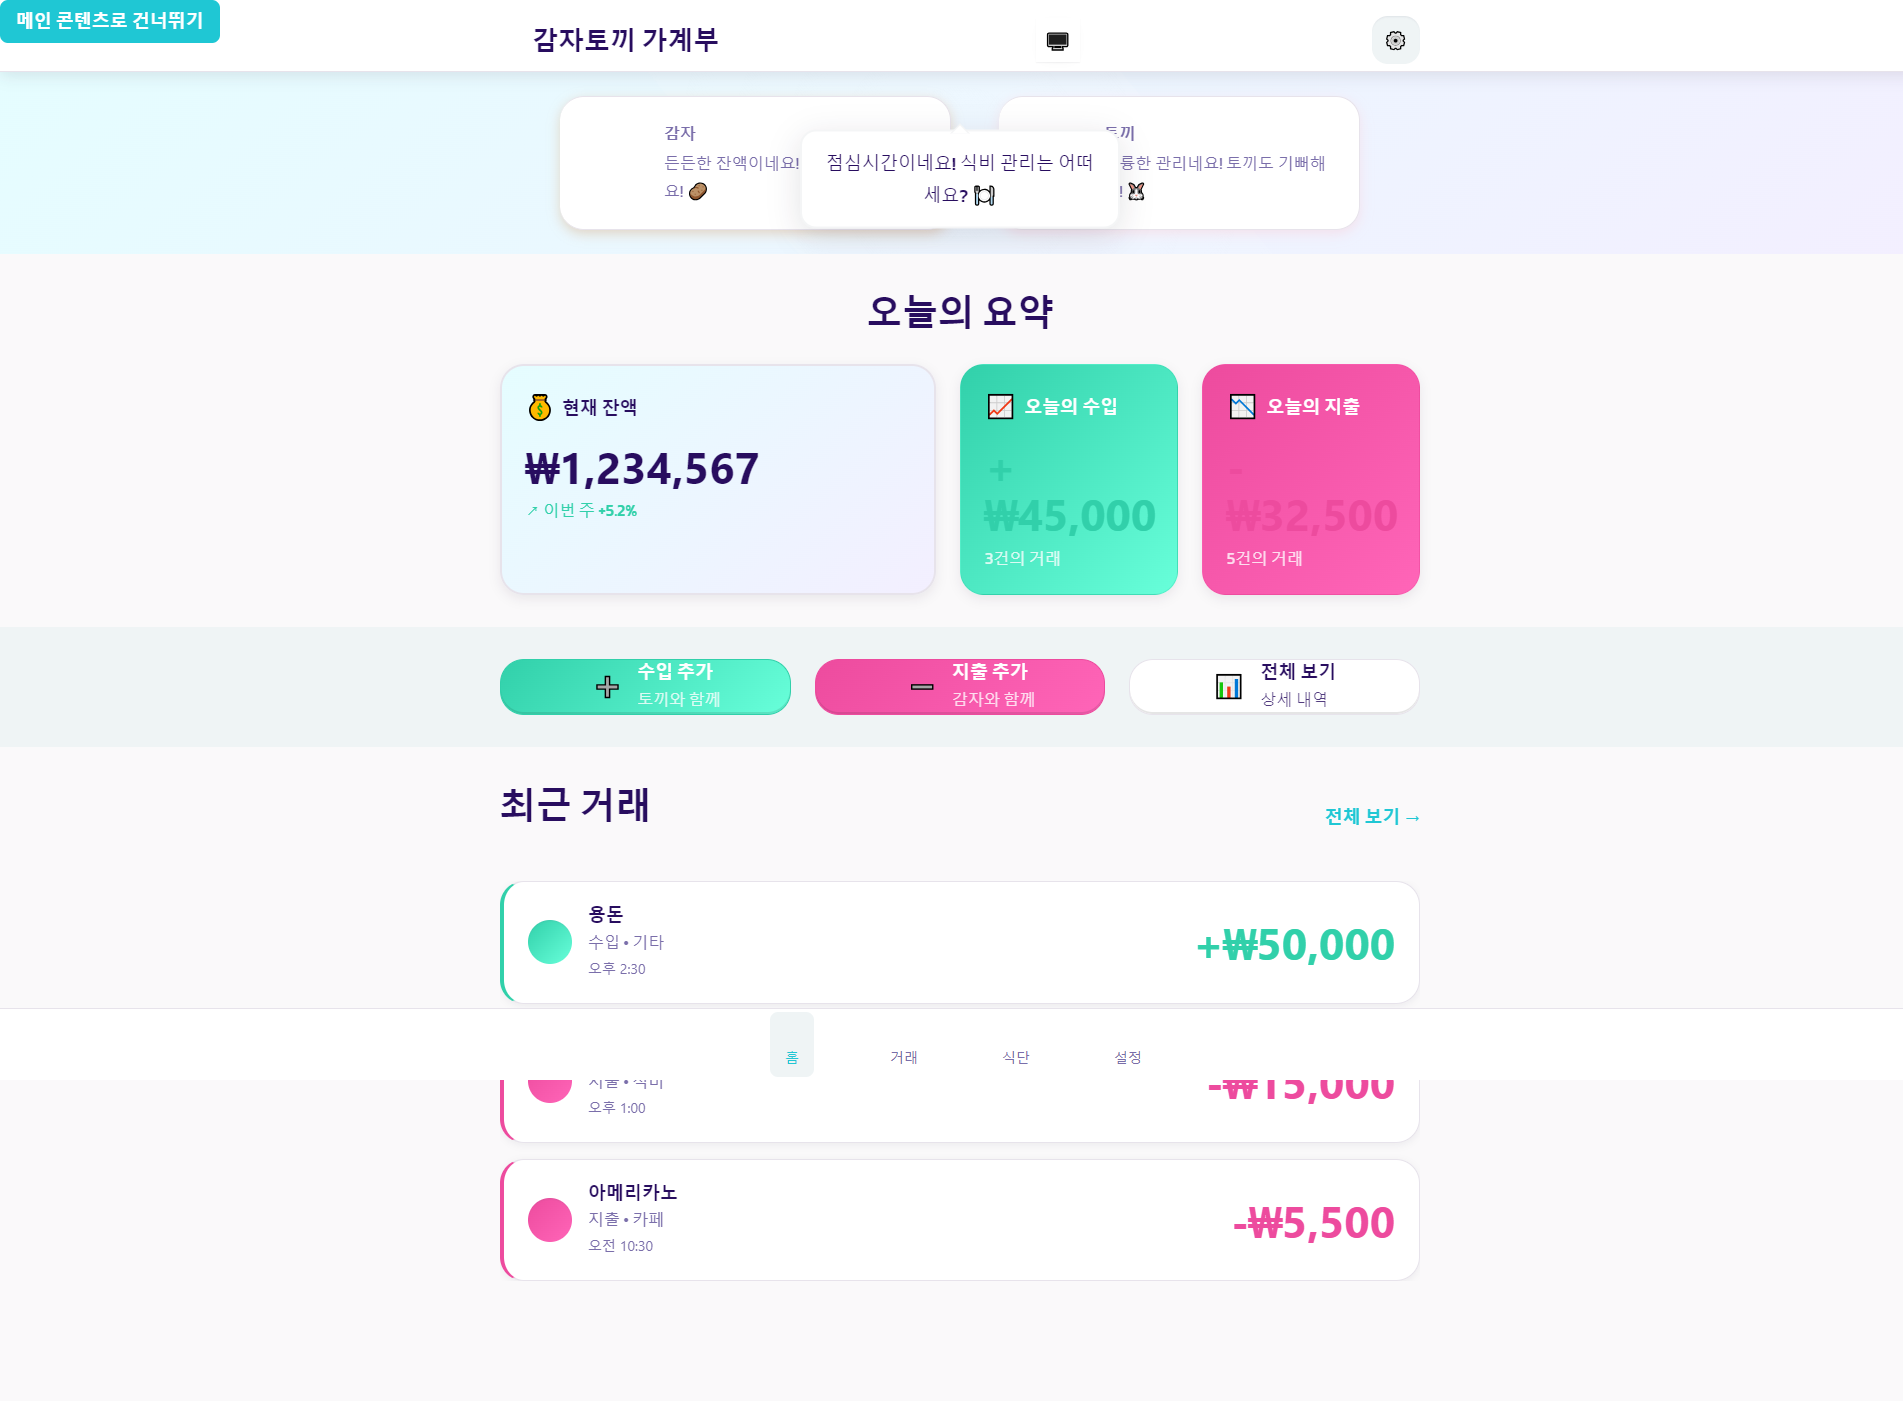 메인 콘텐츠로 건너뛰기
감자토끼 가계부
감자
든든한 잔액이네요!
요! 🥔
점심시간이네요! 식비 관리는 어떠
세요? 🍽️
륭한 관리네요! 토끼도 기뻐해
! 🐰
오늘의 요약
💰 현재 잔액
₩1,234,567
↗ 이번 주 +5.2%
📈 오늘의 수입
+
₩45,000
3건의 거래
📉 오늘의 지출
-
₩32,500
5건의 거래
➕ 수입 추가
토끼와 함께
➖ 지출 추가
감자와 함께
📊 전체 보기
상세 내역
최근 거래
전체 보기 →
용돈
수입 • 기타
오후 2:30
+₩50,000
홈
거래
식단
설정
지출 • 식비
오후 1:00
-₩15,000
아메리카노
지출 • 카페
오전 10:30
-₩5,500